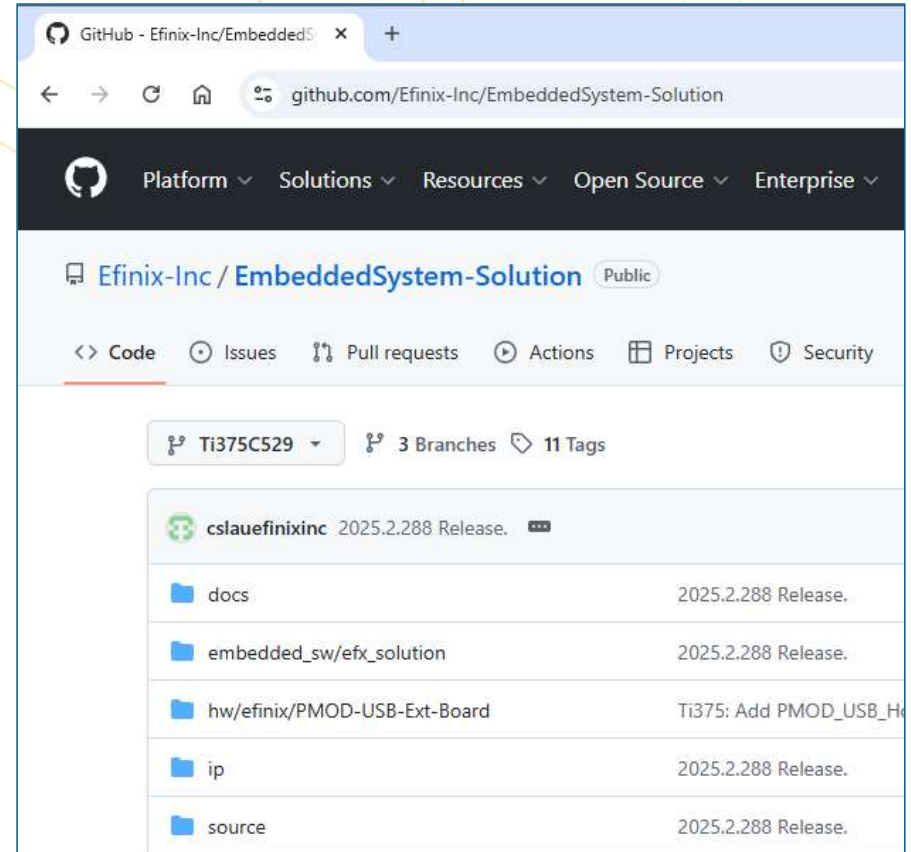 GitHub - Efinix-Inc/EmbeddedS
github.com/Efinix-Inc/EmbeddedSystem-Solution
Platform Solutions Resources Open Source Enterprise
Efinix-Inc / EmbeddedSystem-Solution Public
<> Code Issues Pull requests Actions Projects Security
Ti375C529 3 Branches 11 Tags
cslauefinixinc 2025.2.288 Release.
docs 2025.2.288 Release.
embedded_sw/efx_solution 2025.2.288 Release.
hw/efinix/PMOD-USB-Ext-Board Ti375: Add PMOD_USB_H
ip 2025.2.288 Release.
source 2025.2.288 Release.